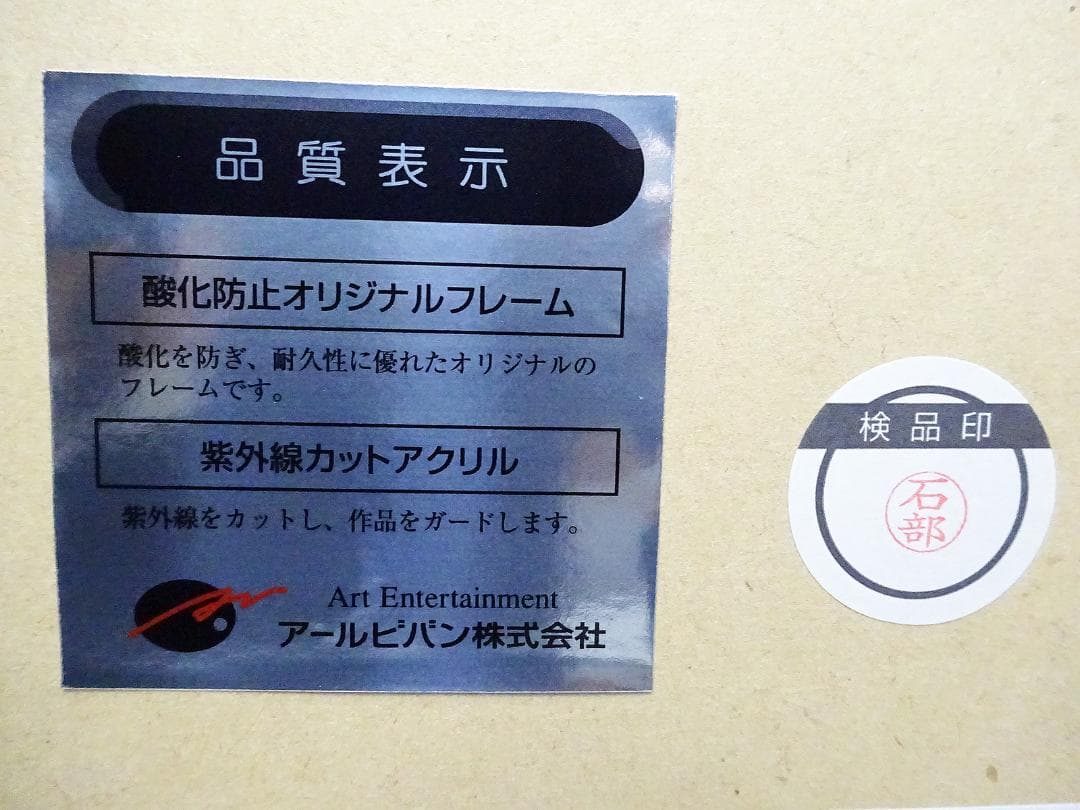 品質表示
酸化防止オリジナルフレーム
酸化を防ぎ、耐久性に優れたオリジナルの
フレームです。
紫外線カットアクリル
紫外線をカットし、作品をガードします。
Art Entertainment
アールビバン株式会社
検品印
石部